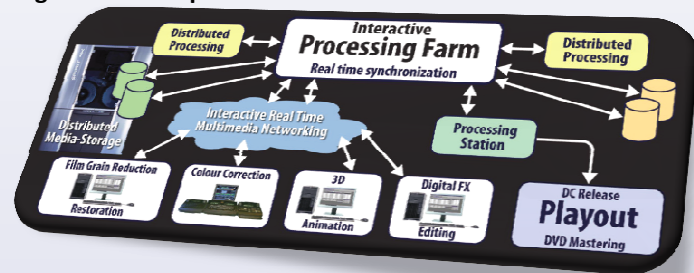 Interactive
Processing Farm
Real time synchronization
Distributed
Processing
Distributed
Processing
Distributed
Media-Storage
Interactive Real Time
Multimedia Networking
Processing
Station
Film Grain Reduction
Restoration
Colour Correction
3D
Animation
Digital FX
Editing
DC Release
Playout
DVD Mastering